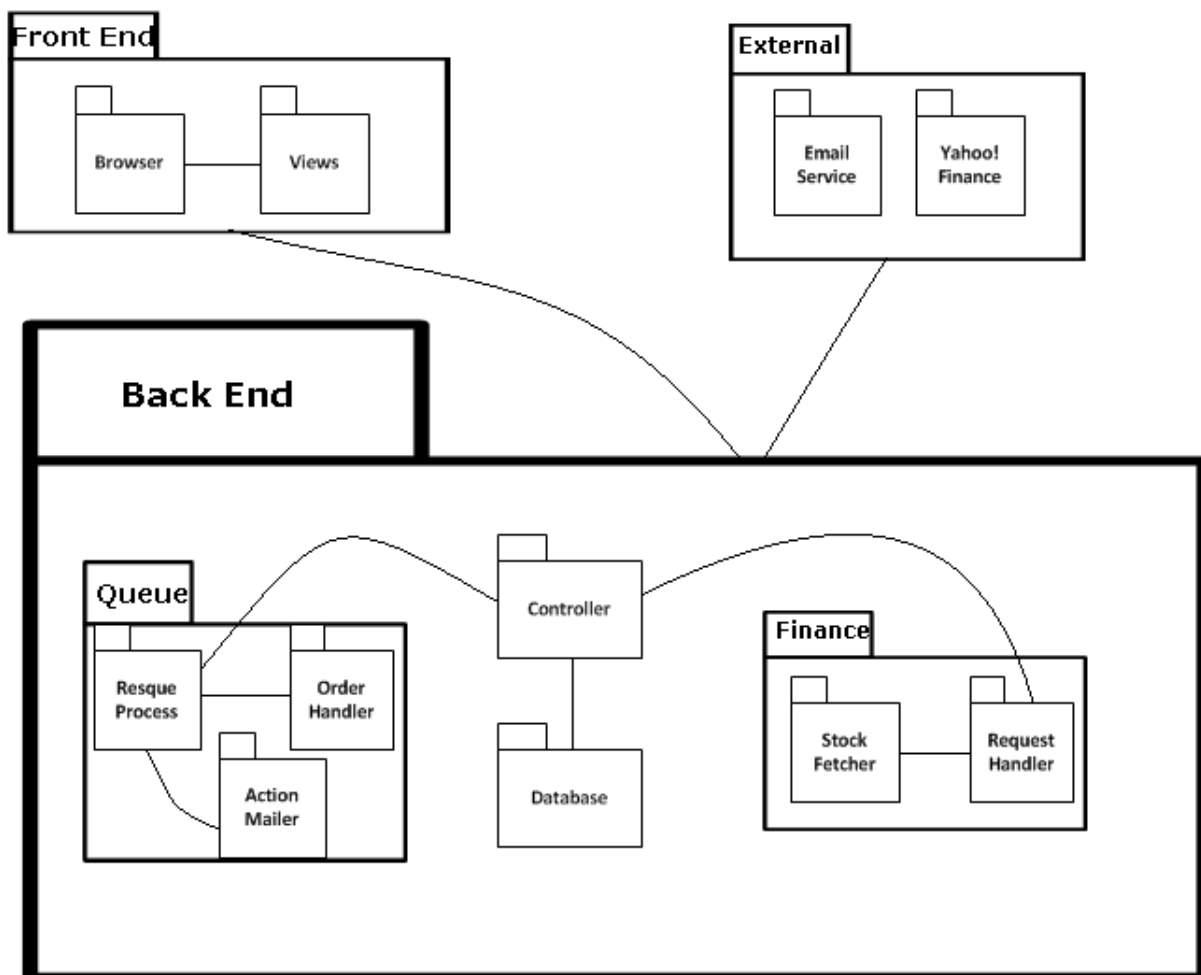 Front End
External
Browser
Views
Email
Service
Yahoo!
Finance
Back End
Queue
Resque
Process
Order
Handler
Action
Mailer
Controller
Database
Finance
Stock
Fetcher
Request
Handler